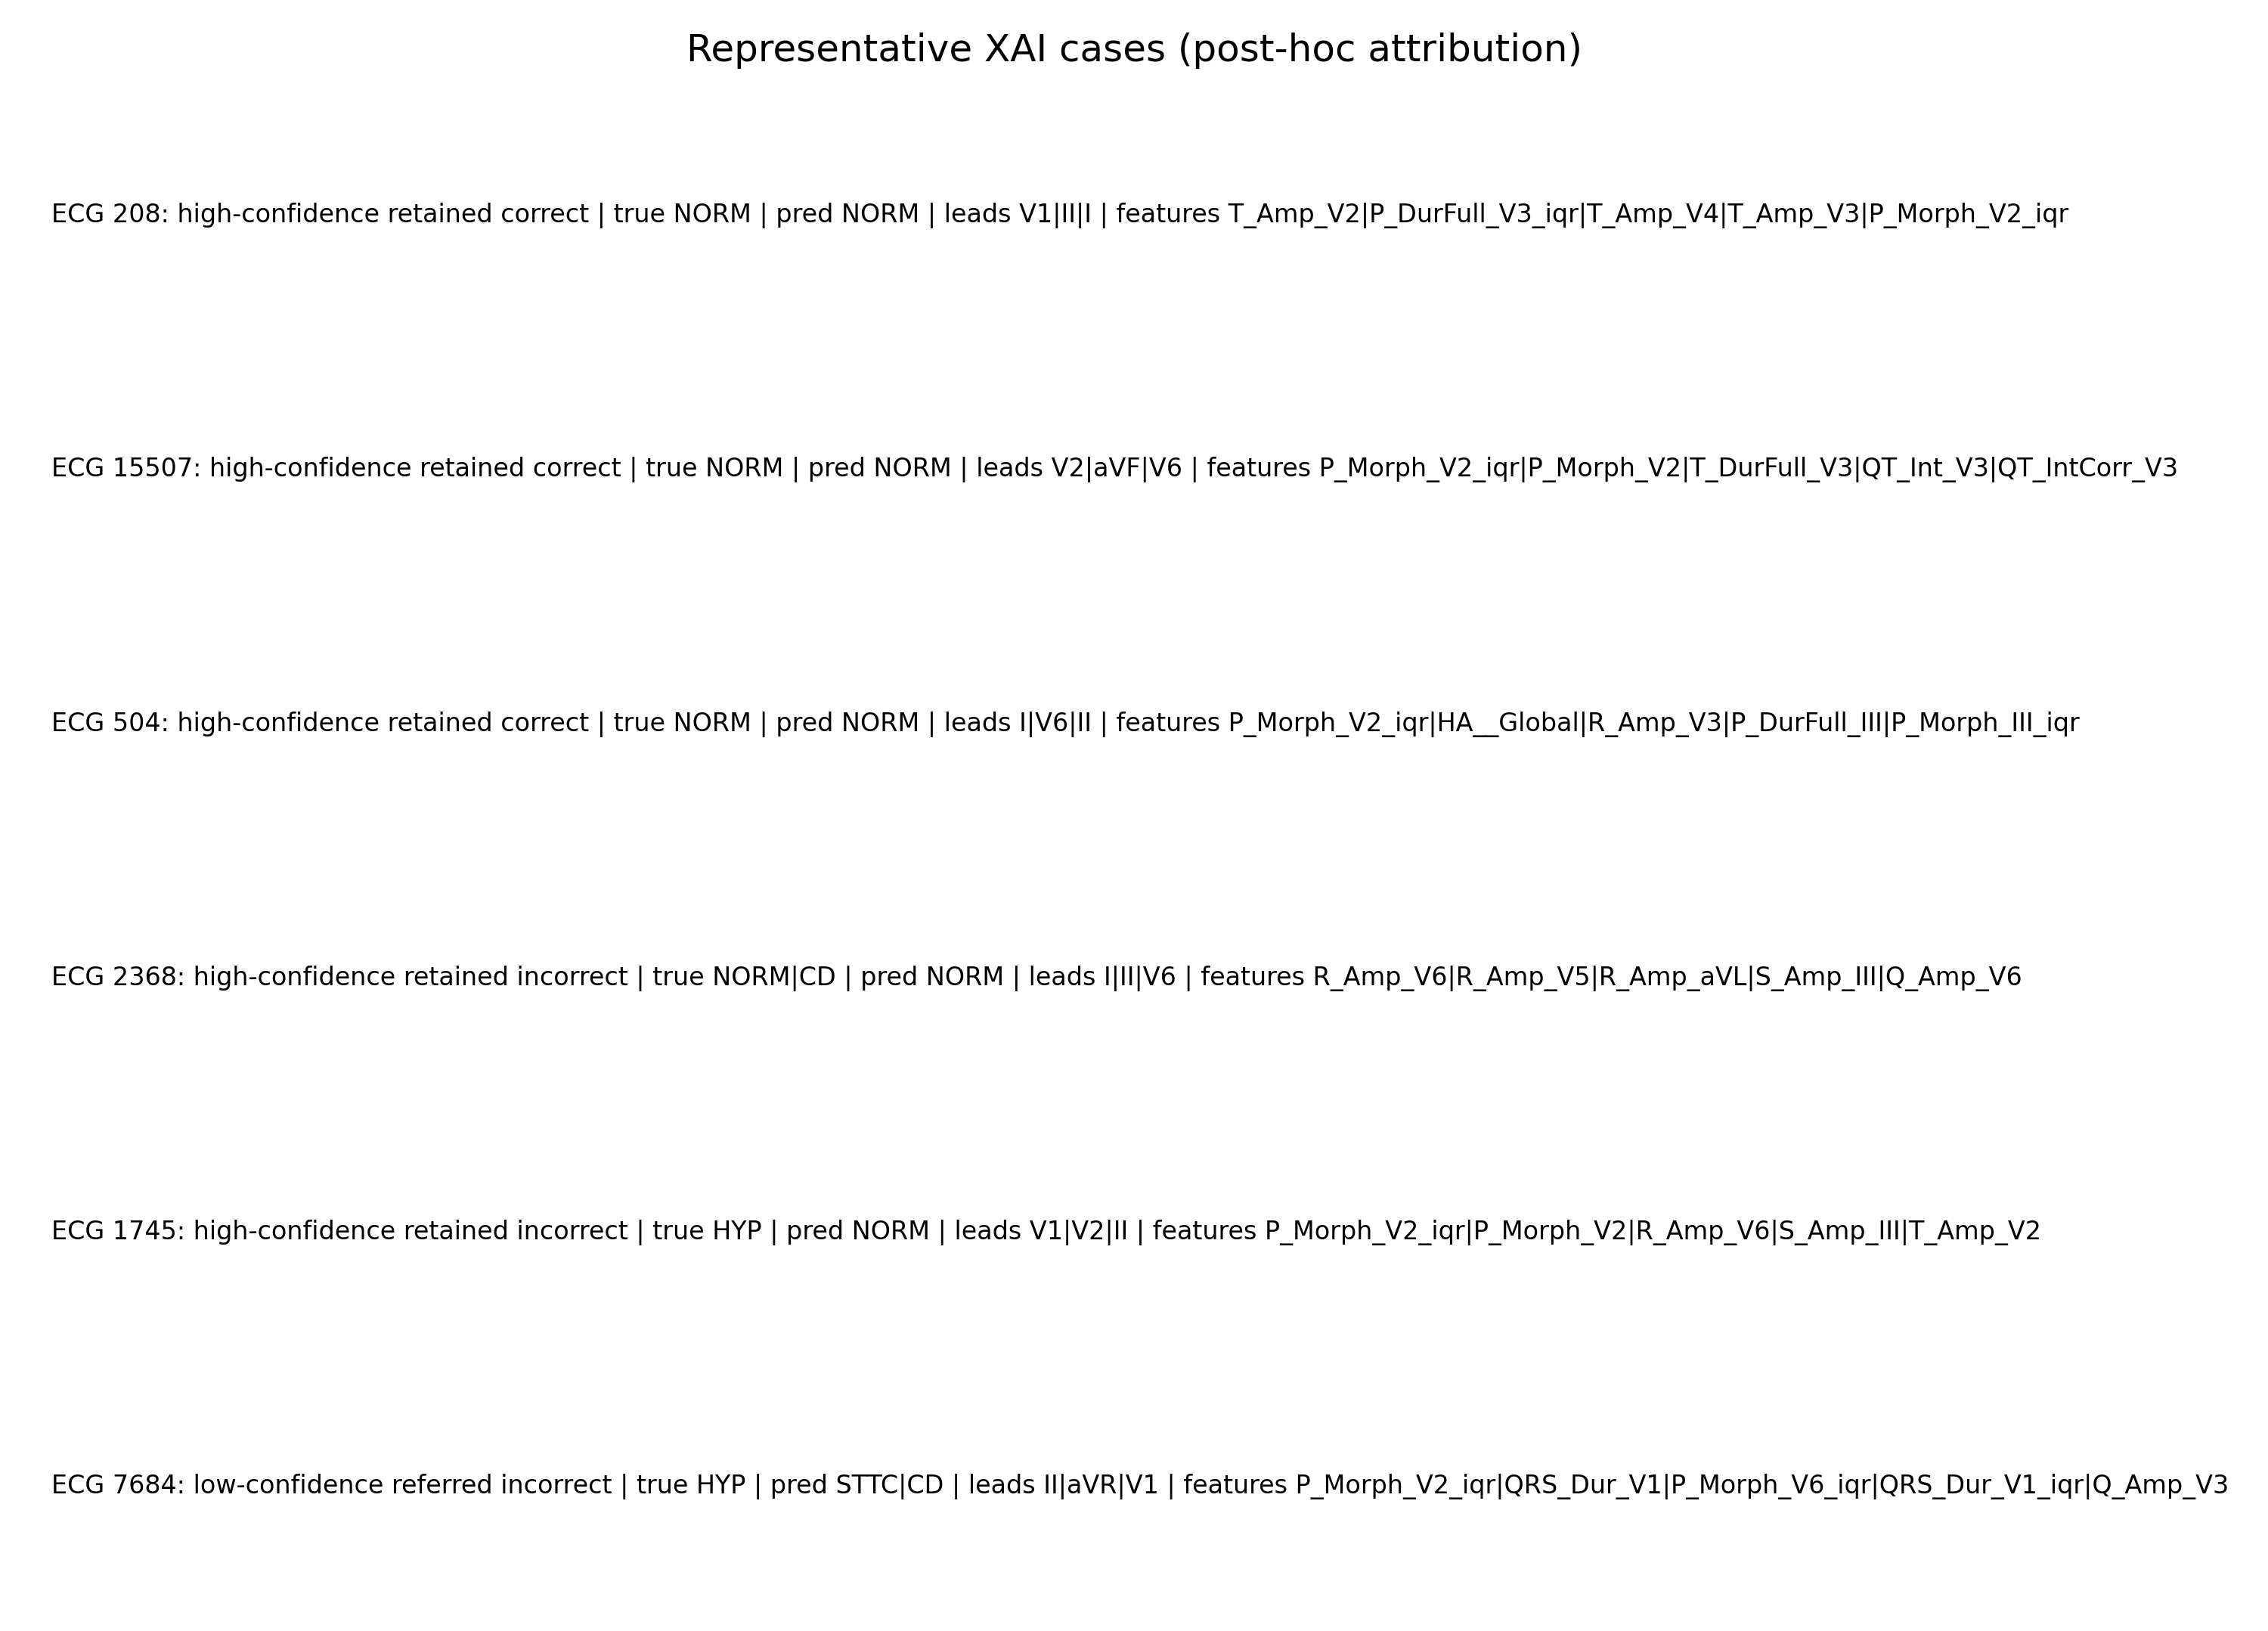 Representative XAI cases (post-hoc attribution)
ECG 208: high-confidence retained correct | true NORM | pred NORM | leads V1|II|I | features T_Amp_V2|P_DurFull_V3_iqr|T_Amp_V4|T_Amp_V3|P_Morph_V2_iqr
ECG 15507: high-confidence retained correct | true NORM | pred NORM | leads V2|aVF|V6 | features P_Morph_V2_iqr|P_Morph_V2|T_DurFull_V3|QT_Int_V3|QT_IntCorr_V3
ECG 504: high-confidence retained correct | true NORM | pred NORM | leads I|V6|II | features P_Morph_V2_iqr|HA__Global|R_Amp_V3|P_DurFull_III|P_Morph_III_iqr
ECG 2368: high-confidence retained incorrect | true NORM|CD | pred NORM | leads I|II|V6 | features R_Amp_V6|R_Amp_V5|R_Amp_aVL|S_Amp_III|Q_Amp_V6
ECG 1745: high-confidence retained incorrect | true HYP | pred NORM | leads V1|V2|II | features P_Morph_V2_iqr|P_Morph_V2|R_Amp_V6|S_Amp_III|T_Amp_V2
ECG 7684: low-confidence referred incorrect | true HYP | pred STTC|CD | leads II|aVR|V1 | features P_Morph_V2_iqr|QRS_Dur_V1|P_Morph_V6_iqr|QRS_Dur_V1_iqr|Q_Amp_V3